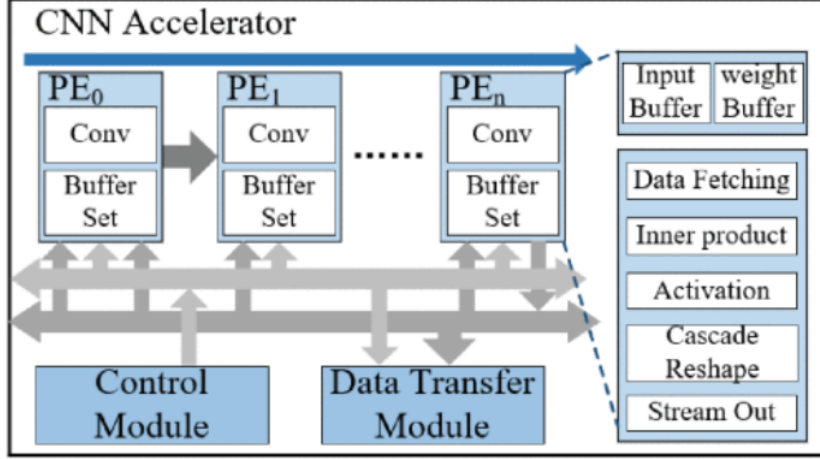 CNN Accelerator
PE0
Conv
Buffer
Set
PE1
Conv
Buffer
Set
......
PEn
Conv
Buffer
Set
Input
Buffer
weight
Buffer
Data Fetching
Inner product
Activation
Cascade
Reshape
Stream Out
Control
Module
Data Transfer
Module